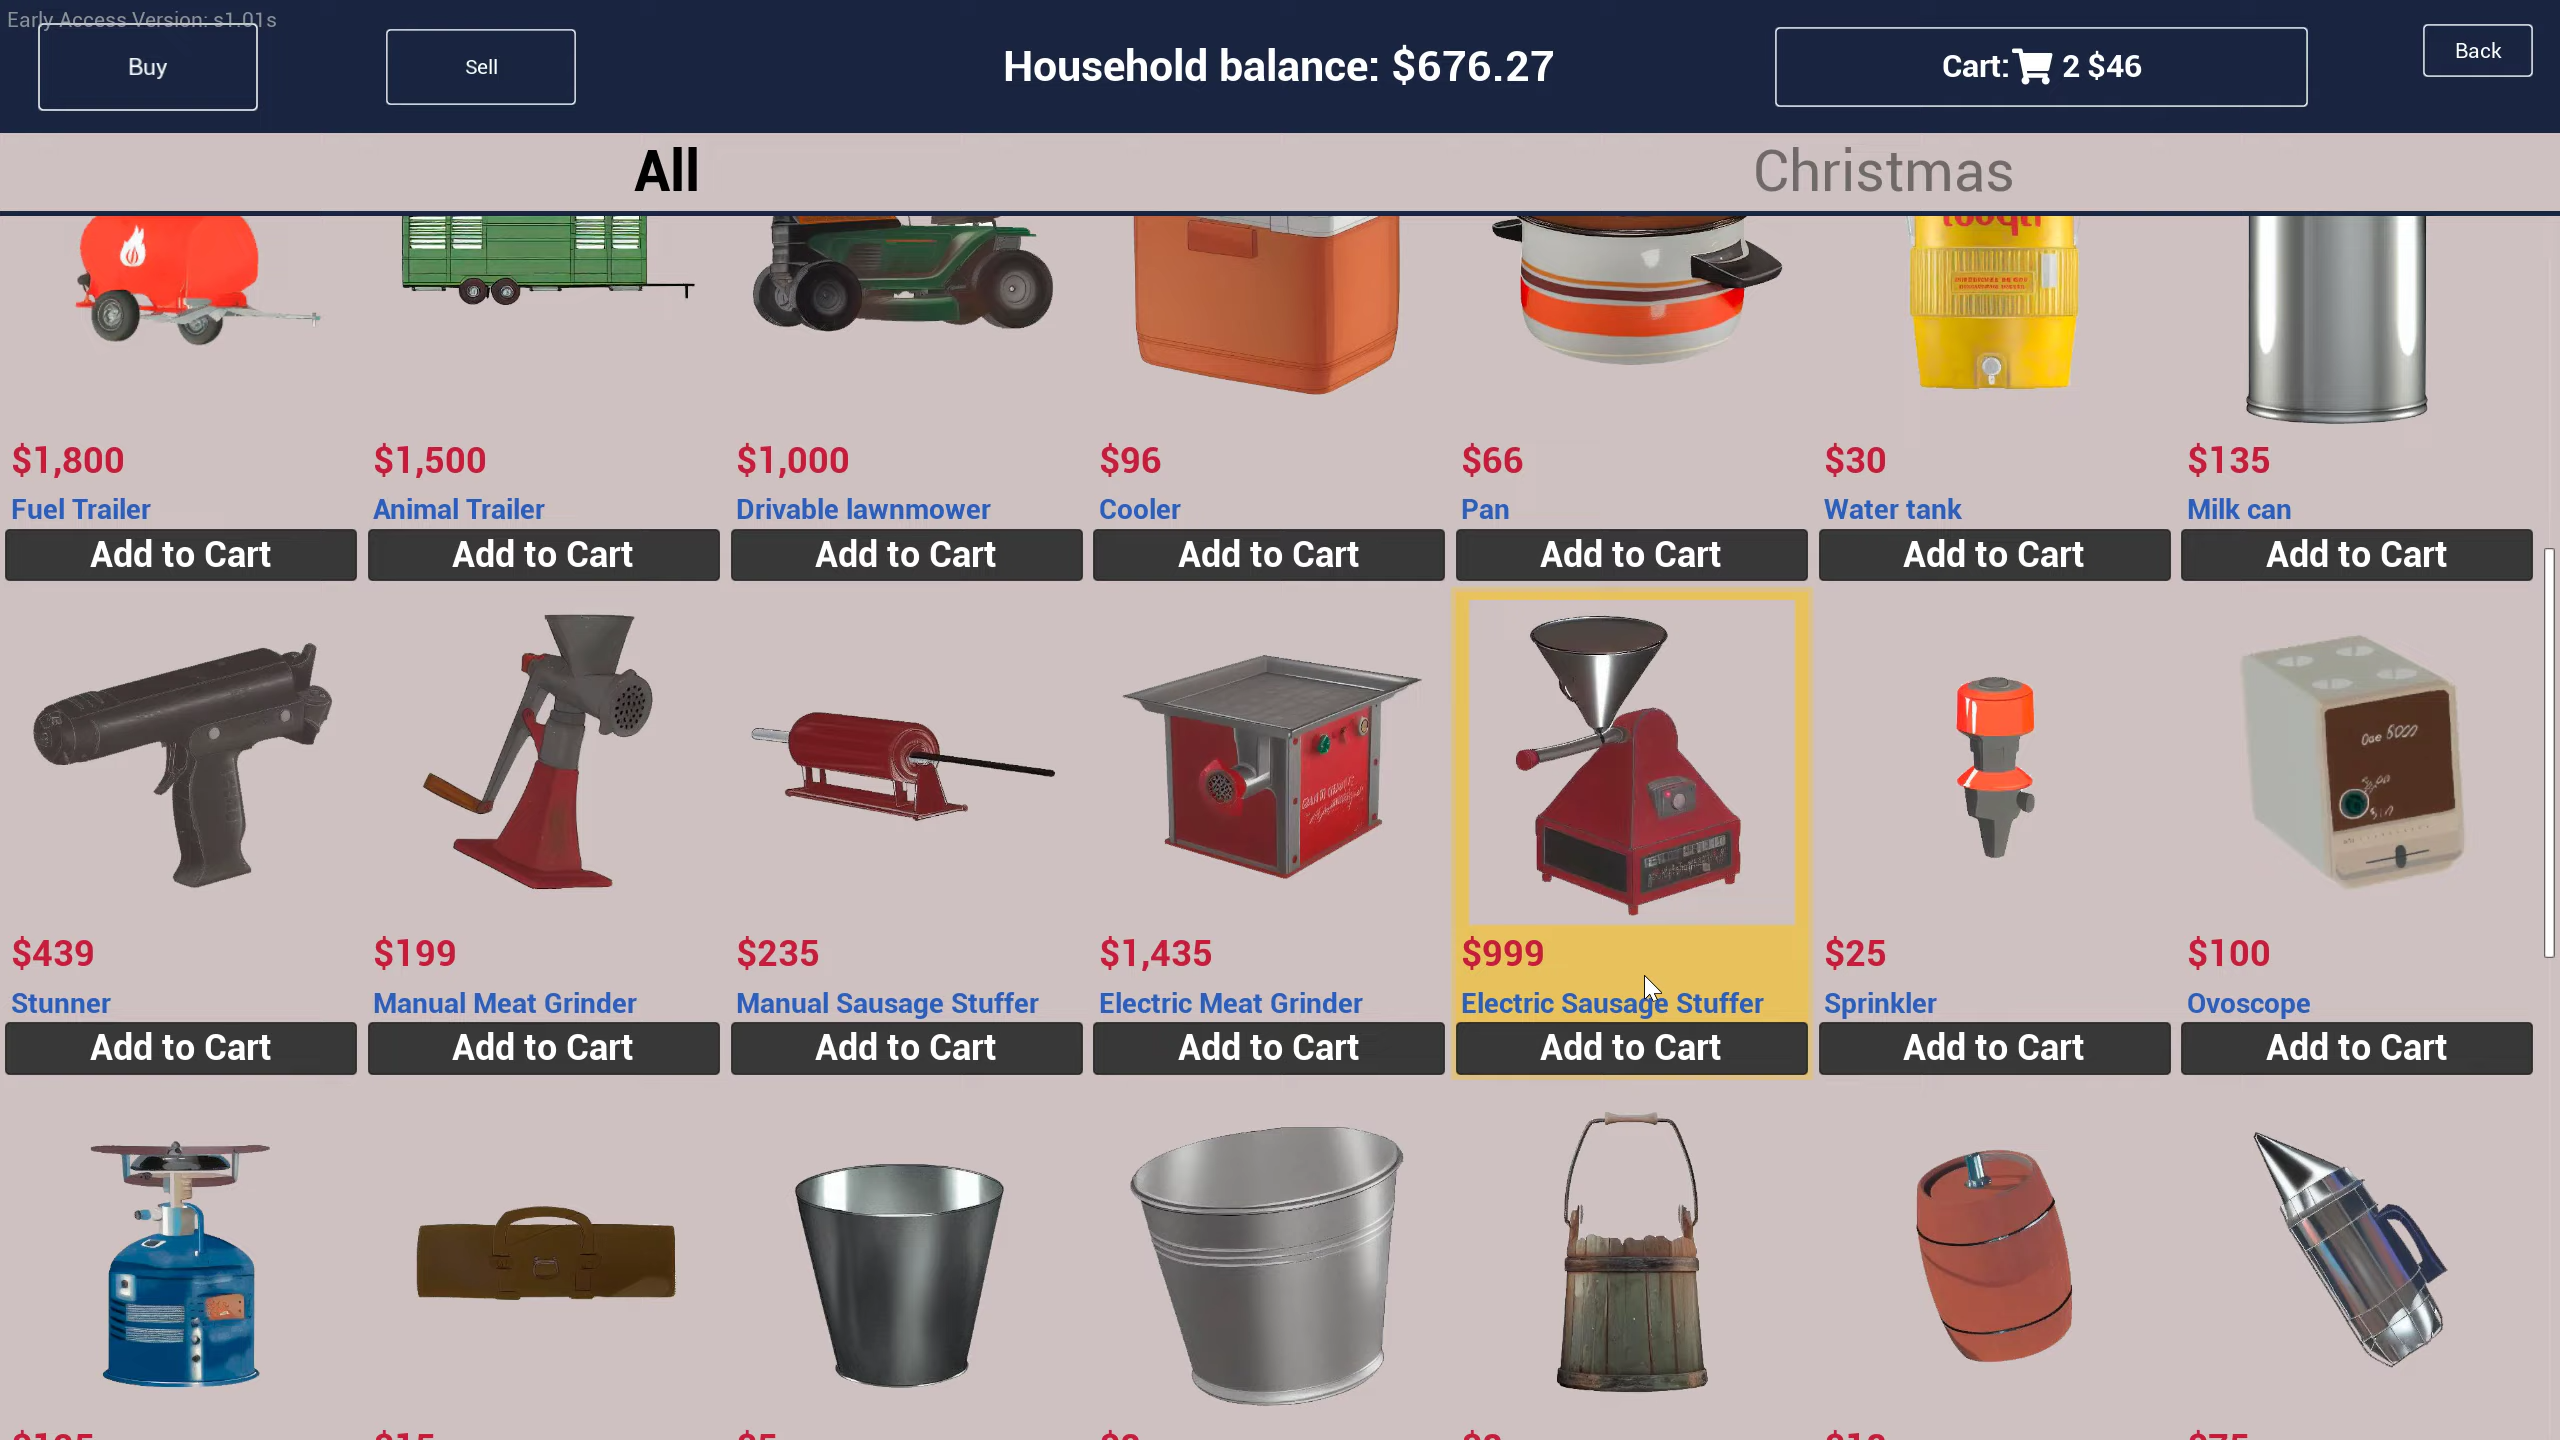 Early Access Version: s1.01s
Buy
Sell
Household balance: $676.27
Cart: 2 $46
Back
All
Christmas
$1,800
$1,500
$1,000
$96
$66
$30
$135
Fuel Trailer
Animal Trailer
Drivable lawnmower
Cooler
Pan
Water tank
Milk can
Add to Cart
Add to Cart
Add to Cart
Add to Cart
Add to Cart
Add to Cart
Add to Cart
$439
$199
$235
$1,435
$999
$25
$100
Stunner
Manual Meat Grinder
Manual Sausage Stuffer
Electric Meat Grinder
Electric Sausage Stuffer
Sprinkler
Ovoscope
Add to Cart
Add to Cart
Add to Cart
Add to Cart
Add to Cart
Add to Cart
Add to Cart